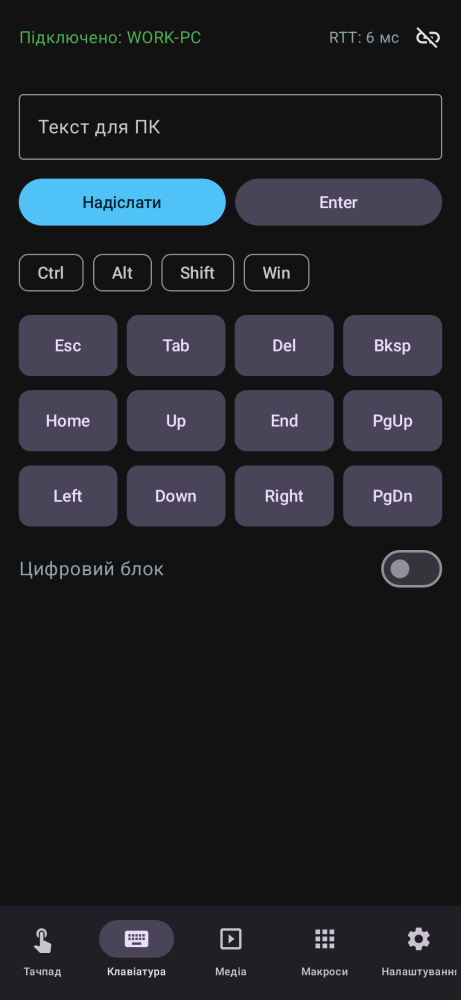 Підключено: WORK-PC RTT: 6 мс
Текст для ПК
Надіслати Enter
Ctrl Alt Shift Win
Esc Tab Del Bksp
Home Up End PgUp
Left Down Right PgDn
Цифровий блок
Тачпад Клавіатура Медіа Макроси Налаштуванн